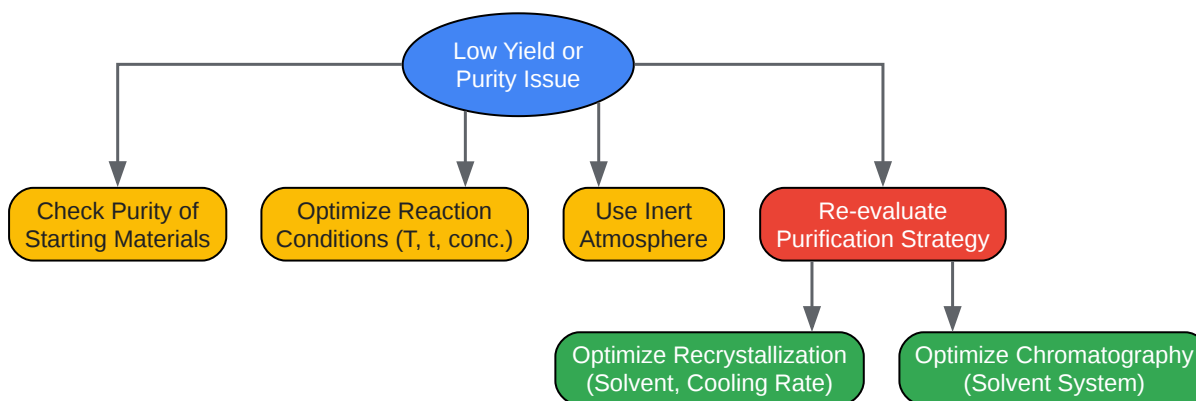 Low Yield or
Purity Issue
Check Purity of
Starting Materials
Optimize Reaction
Conditions (T, t, conc.)
Use Inert
Atmosphere
Re-evaluate
Purification Strategy
Optimize Recrystallization
(Solvent, Cooling Rate)
Optimize Chromatography
(Solvent System)